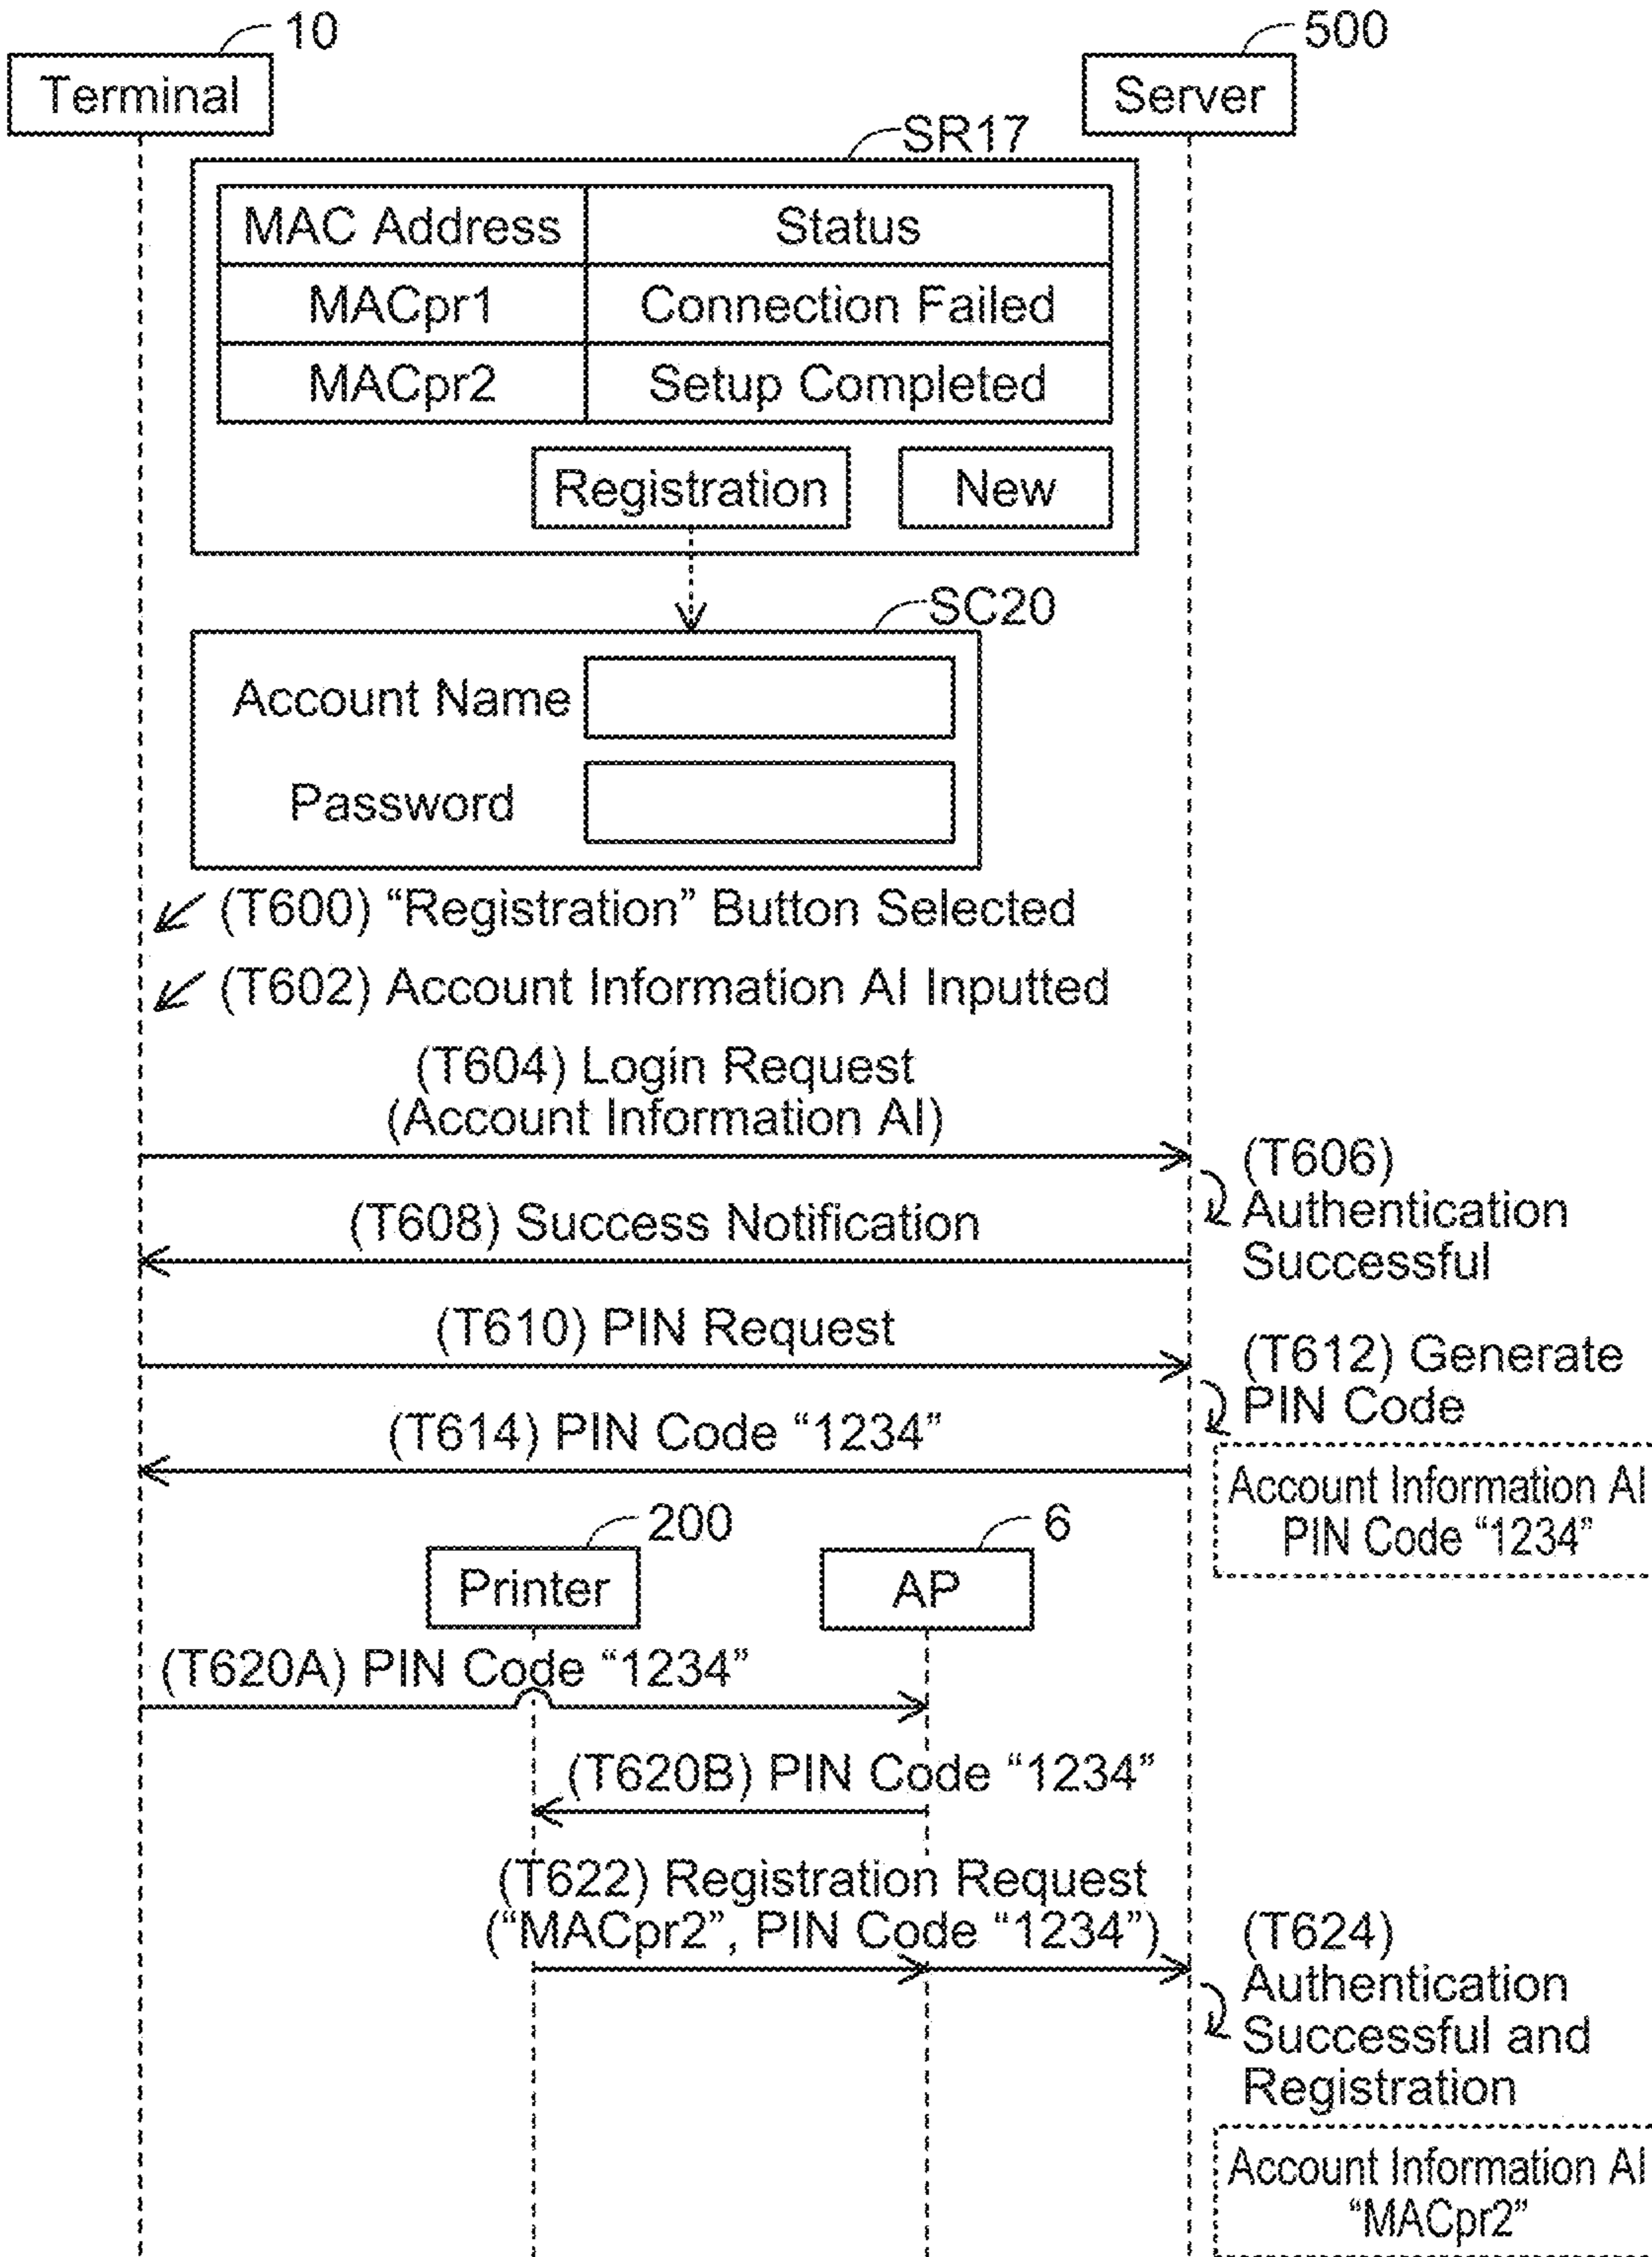 10
500
Terminal
Server
SR17
MAC Address
Status
MACpr1
Connection Failed
MACpr2
Setup Completed
Registration
New
SC20
Account Name
Password
(T600) “Registration” Button Selected
(T602) Account Information AI Inputted
(T604) Login Request
(Account Information AI)
(T606)
Authentication
Successful
(T608) Success Notification
(T610) PIN Request
(T612) Generate
PIN Code
(T614) PIN Code “1234”
Account Information AI
PIN Code “1234”
200
6
Printer
AP
(T620A) PIN Code “1234”
(T620B) PIN Code “1234”
(T622) Registration Request
(“MACpr2”, PIN Code “1234”)
(T624)
Authentication
Successful and
Registration
Account Information AI
“MACpr2”